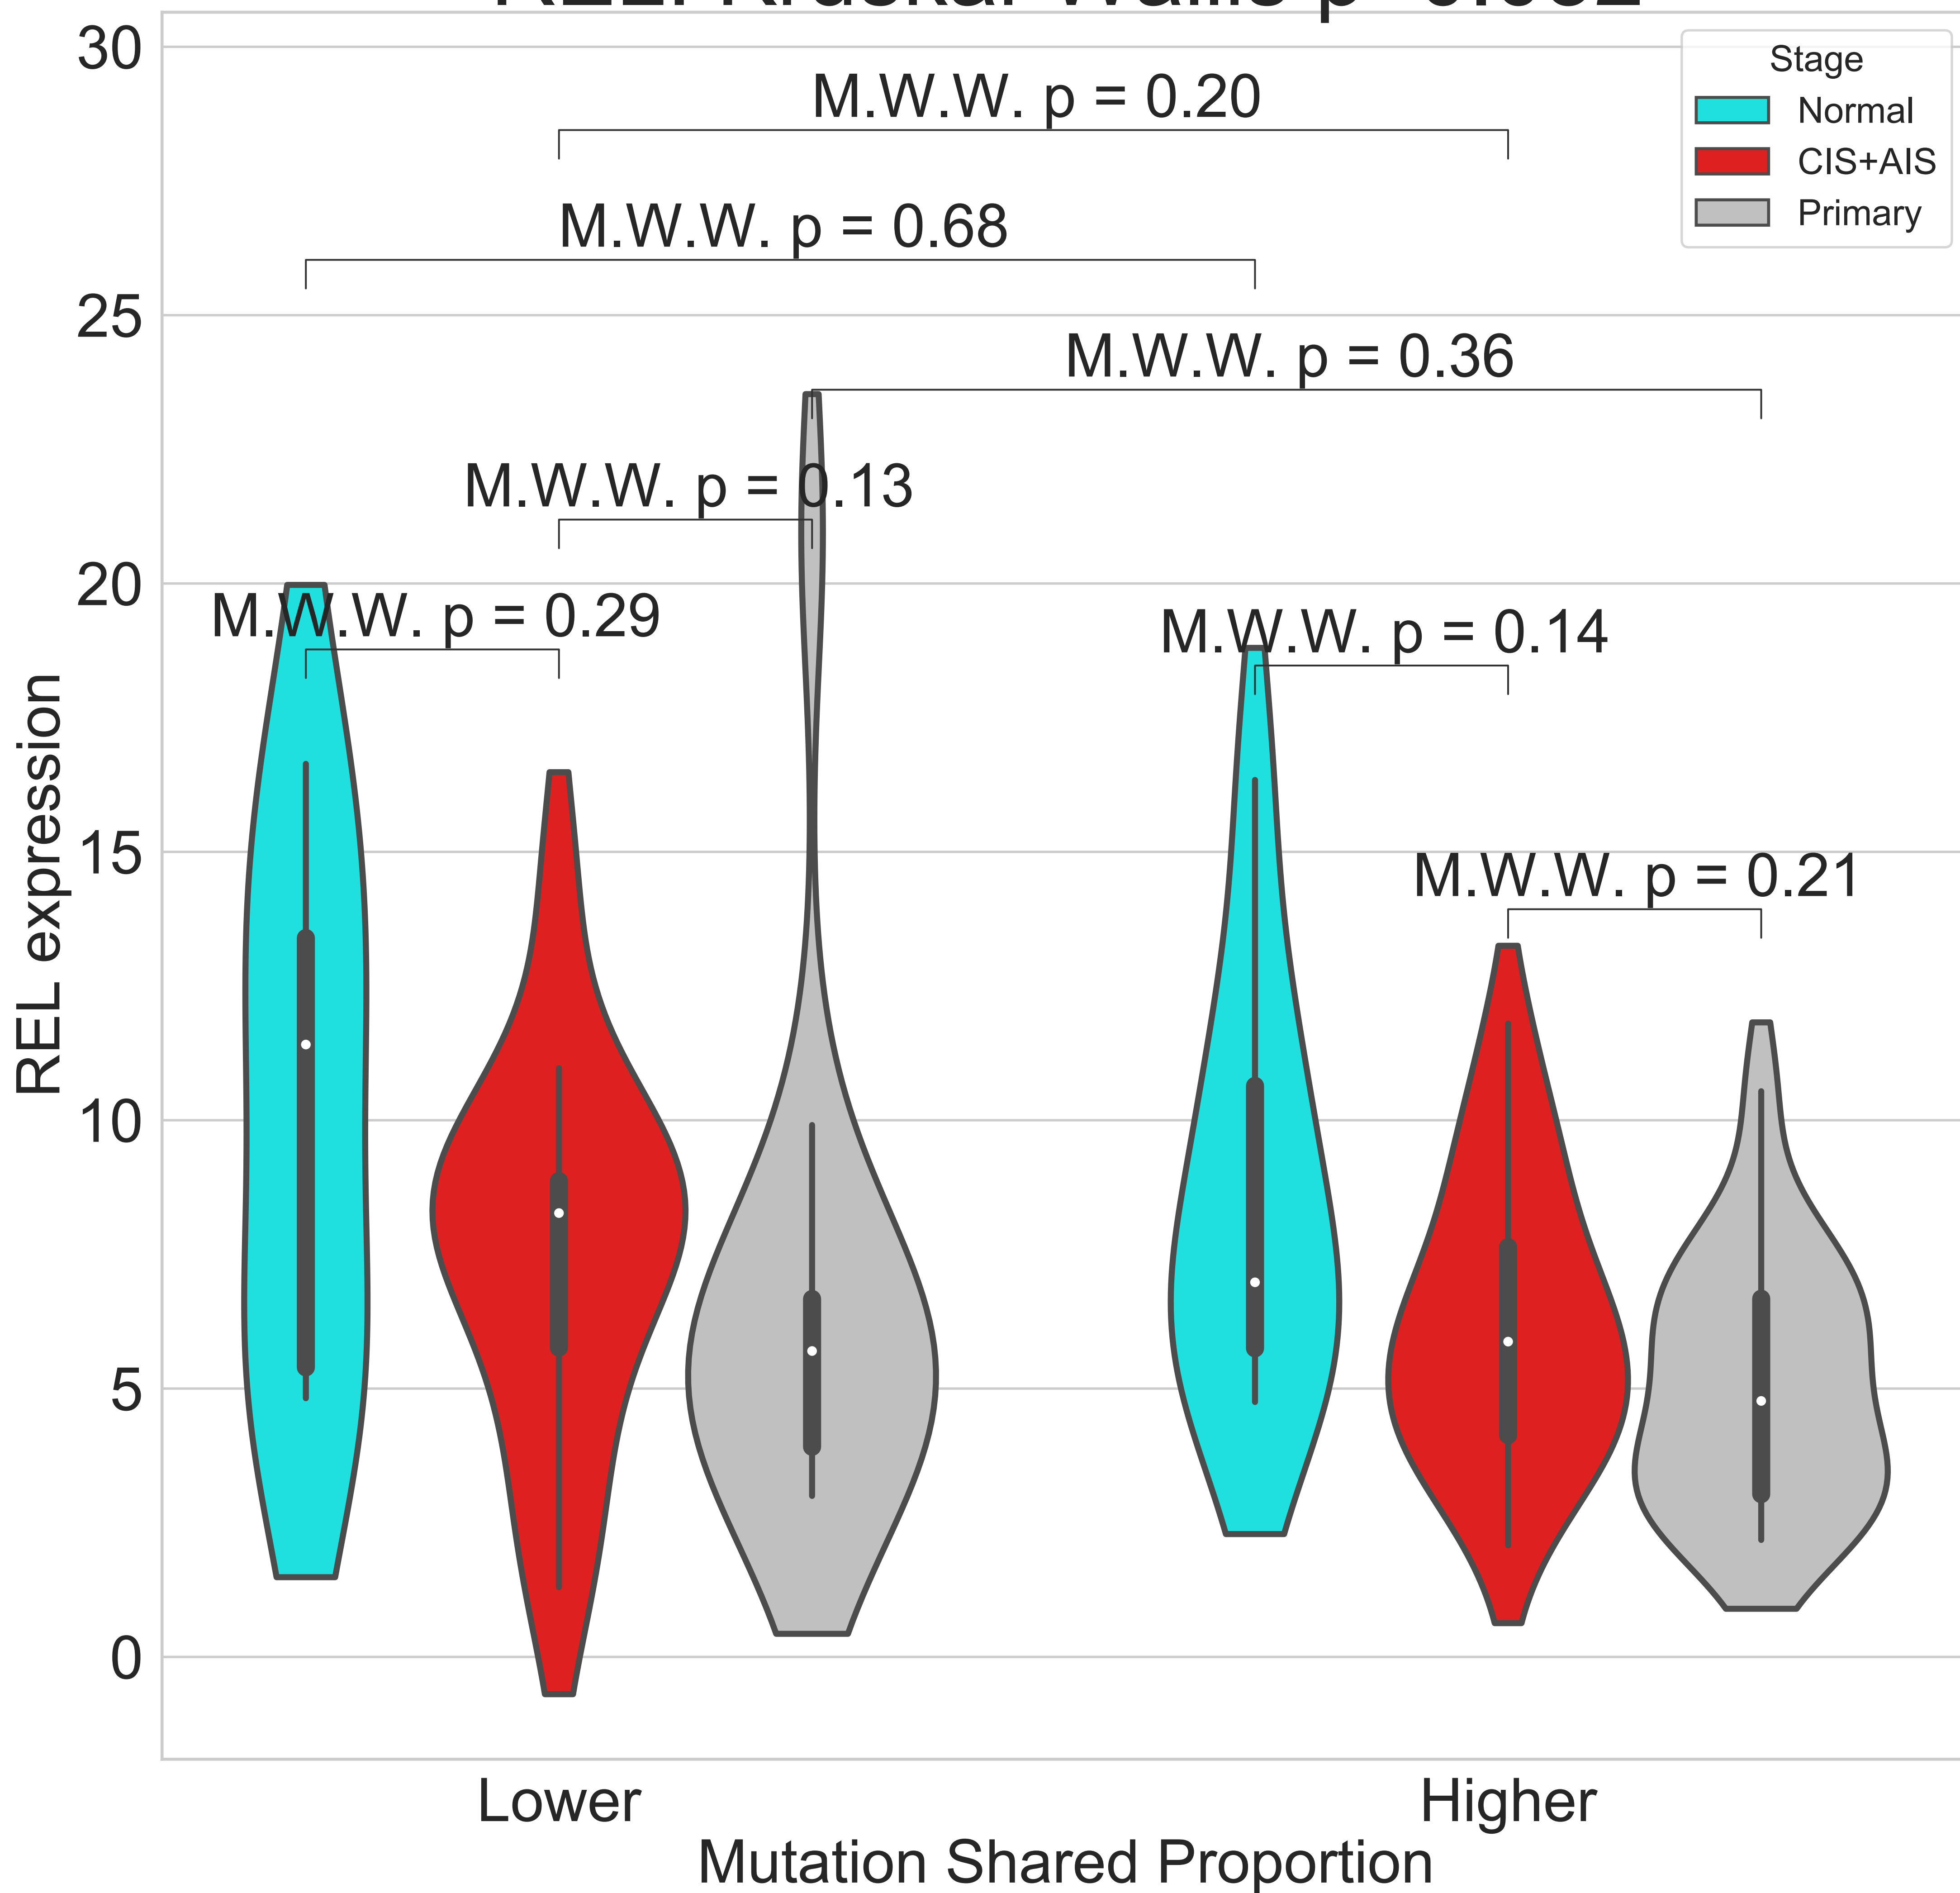 30
Stage
Normal
CIS+AIS
Primary
M.W.W. p = 0.20
M.W.W. p = 0.68
25
M.W.W. p = 0.36
M.W.W. p = 0.13
20
M.W.W. p = 0.29
M.W.W. p = 0.14
15
M.W.W. p = 0.21
REL expression
10
5
0
Lower
Higher
Mutation Shared Proportion